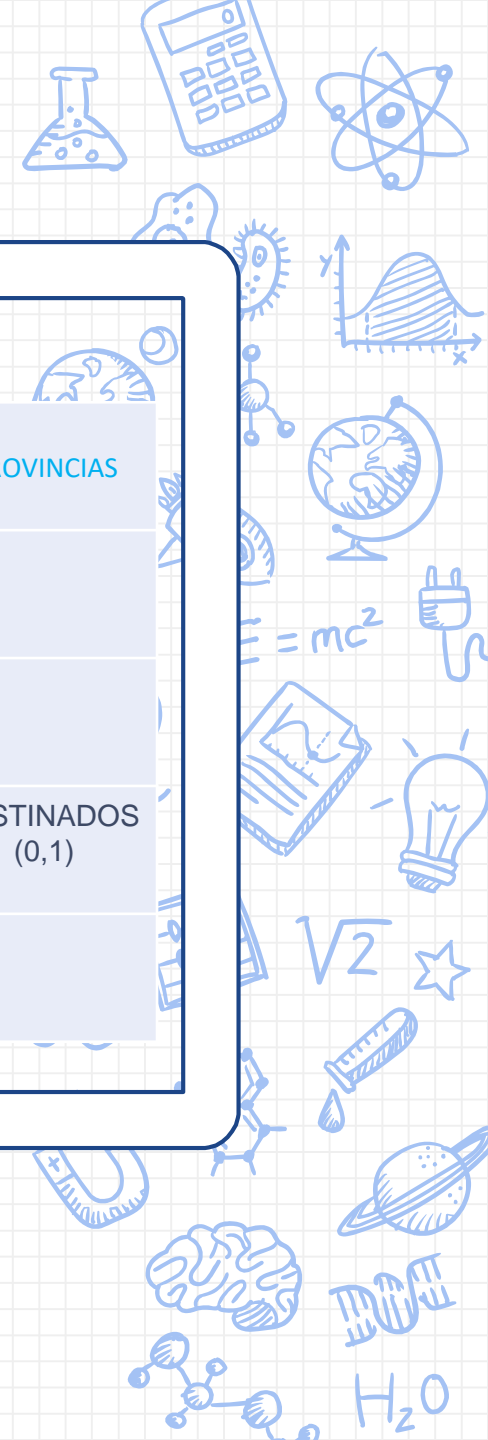 OVINCIAS
Y
X
= mc²
STINADOS
(0,1)
√2
H₂O